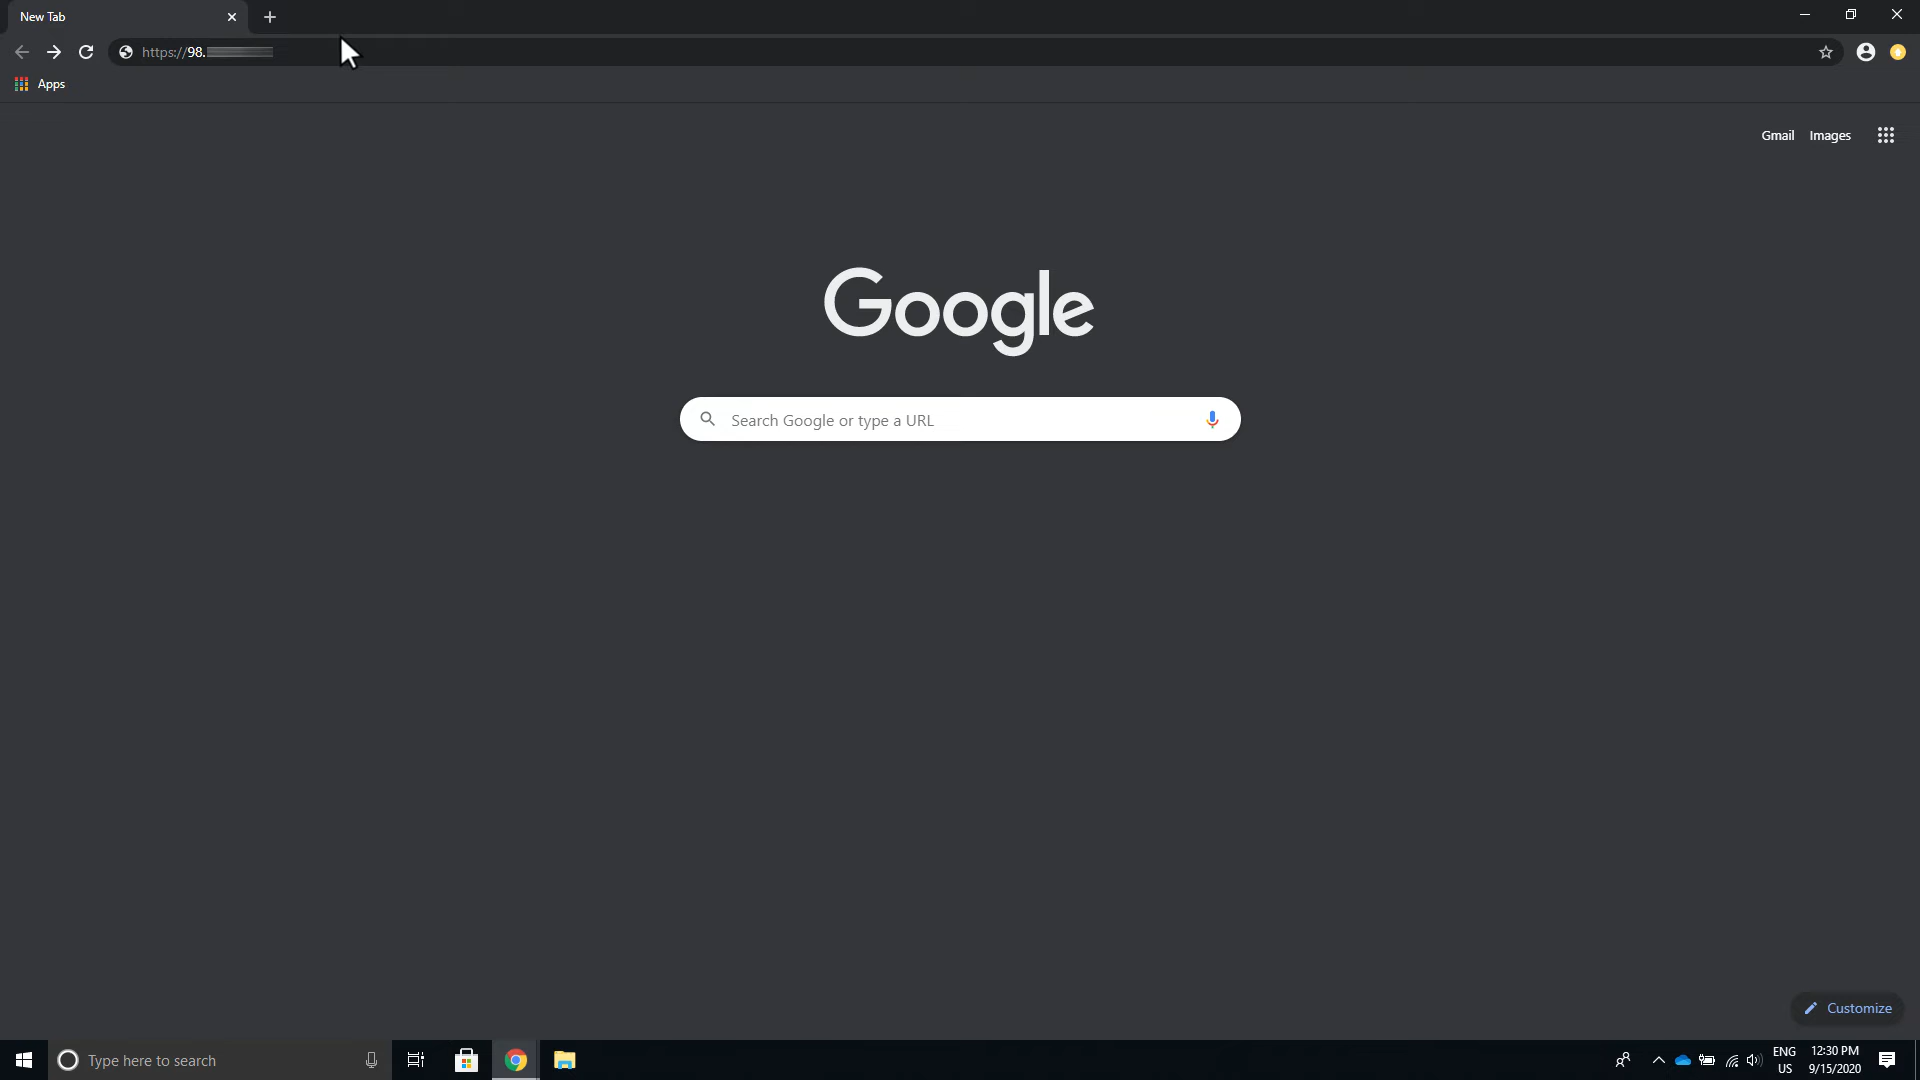 New Tab
https://98.
Apps
Gmail Images
Google
Search Google or type a URL
Customize
Type here to search
ENG
US
12:30 PM
9/15/2020